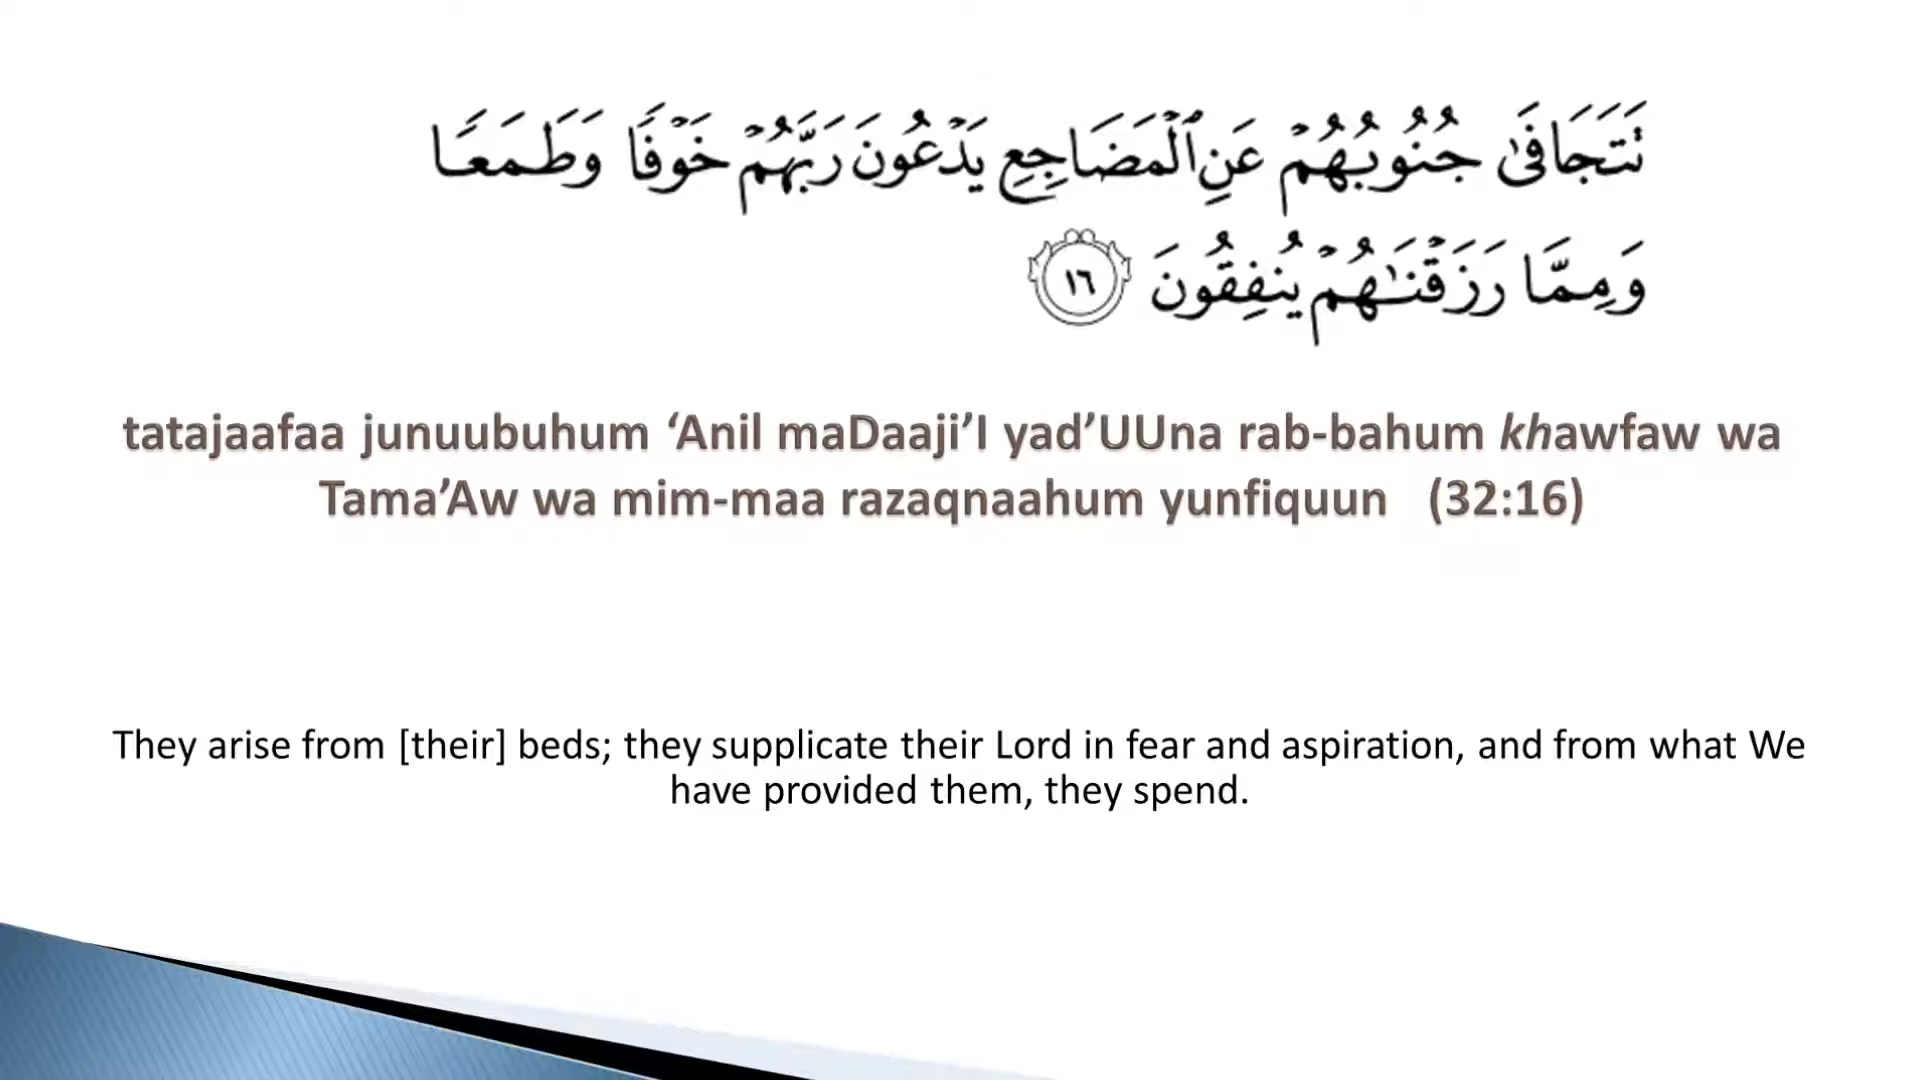 نَتَجَافَىٰ جُنُوبُهُمْ عَنِ ٱلْمَضَاجِعِ يَدْعُونَ رَبَّهُمْ خَوْفًا وَطَمَعًا
وَمِمَّا رَزَقْنَـٰهُمْ يُنفِقُونَ ١٦
tatajaafaa junuubuhum ‘Anil maDaaji’I yad’UUna rab-bahum khawfaw wa
Tama’Aw wa mim-maa razaqnaahum yunfiquun (32:16)
They arise from [their] beds; they supplicate their Lord in fear and aspiration, and from what We
have provided them, they spend.